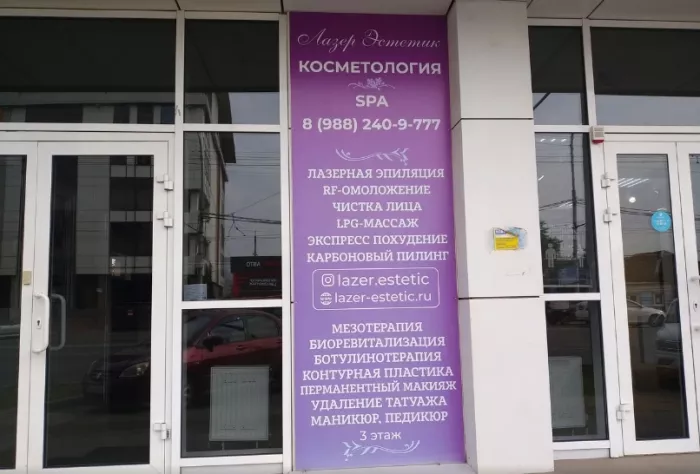 Лазер Эстетик
КОСМЕТОЛОГИЯ
SPA
8 (988) 240-9-777
ЛАЗЕРНАЯ ЭПИЛЯЦИЯ
RF-ОМОЛОЖЕНИЕ
ЧИСТКА ЛИЦА
LPG-МАССАЖ
ЭКСПРЕСС ПОХУДЕНИЕ
КАРБОНОВЫЙ ПИЛИНГ
lazer.estetic
lazer-estetic.ru
МЕЗОТЕРАПИЯ
БИОРЕВИТАЛИЗАЦИЯ
БОТУЛИНОТЕРАПИЯ
КОНТУРНАЯ ПЛАСТИКА
ПЕРМАНЕНТНЫЙ МАКИЯЖ
УДАЛЕНИЕ ТАТУАЖА
МАНИКЮР, ПЕДИКЮР
3 этаж